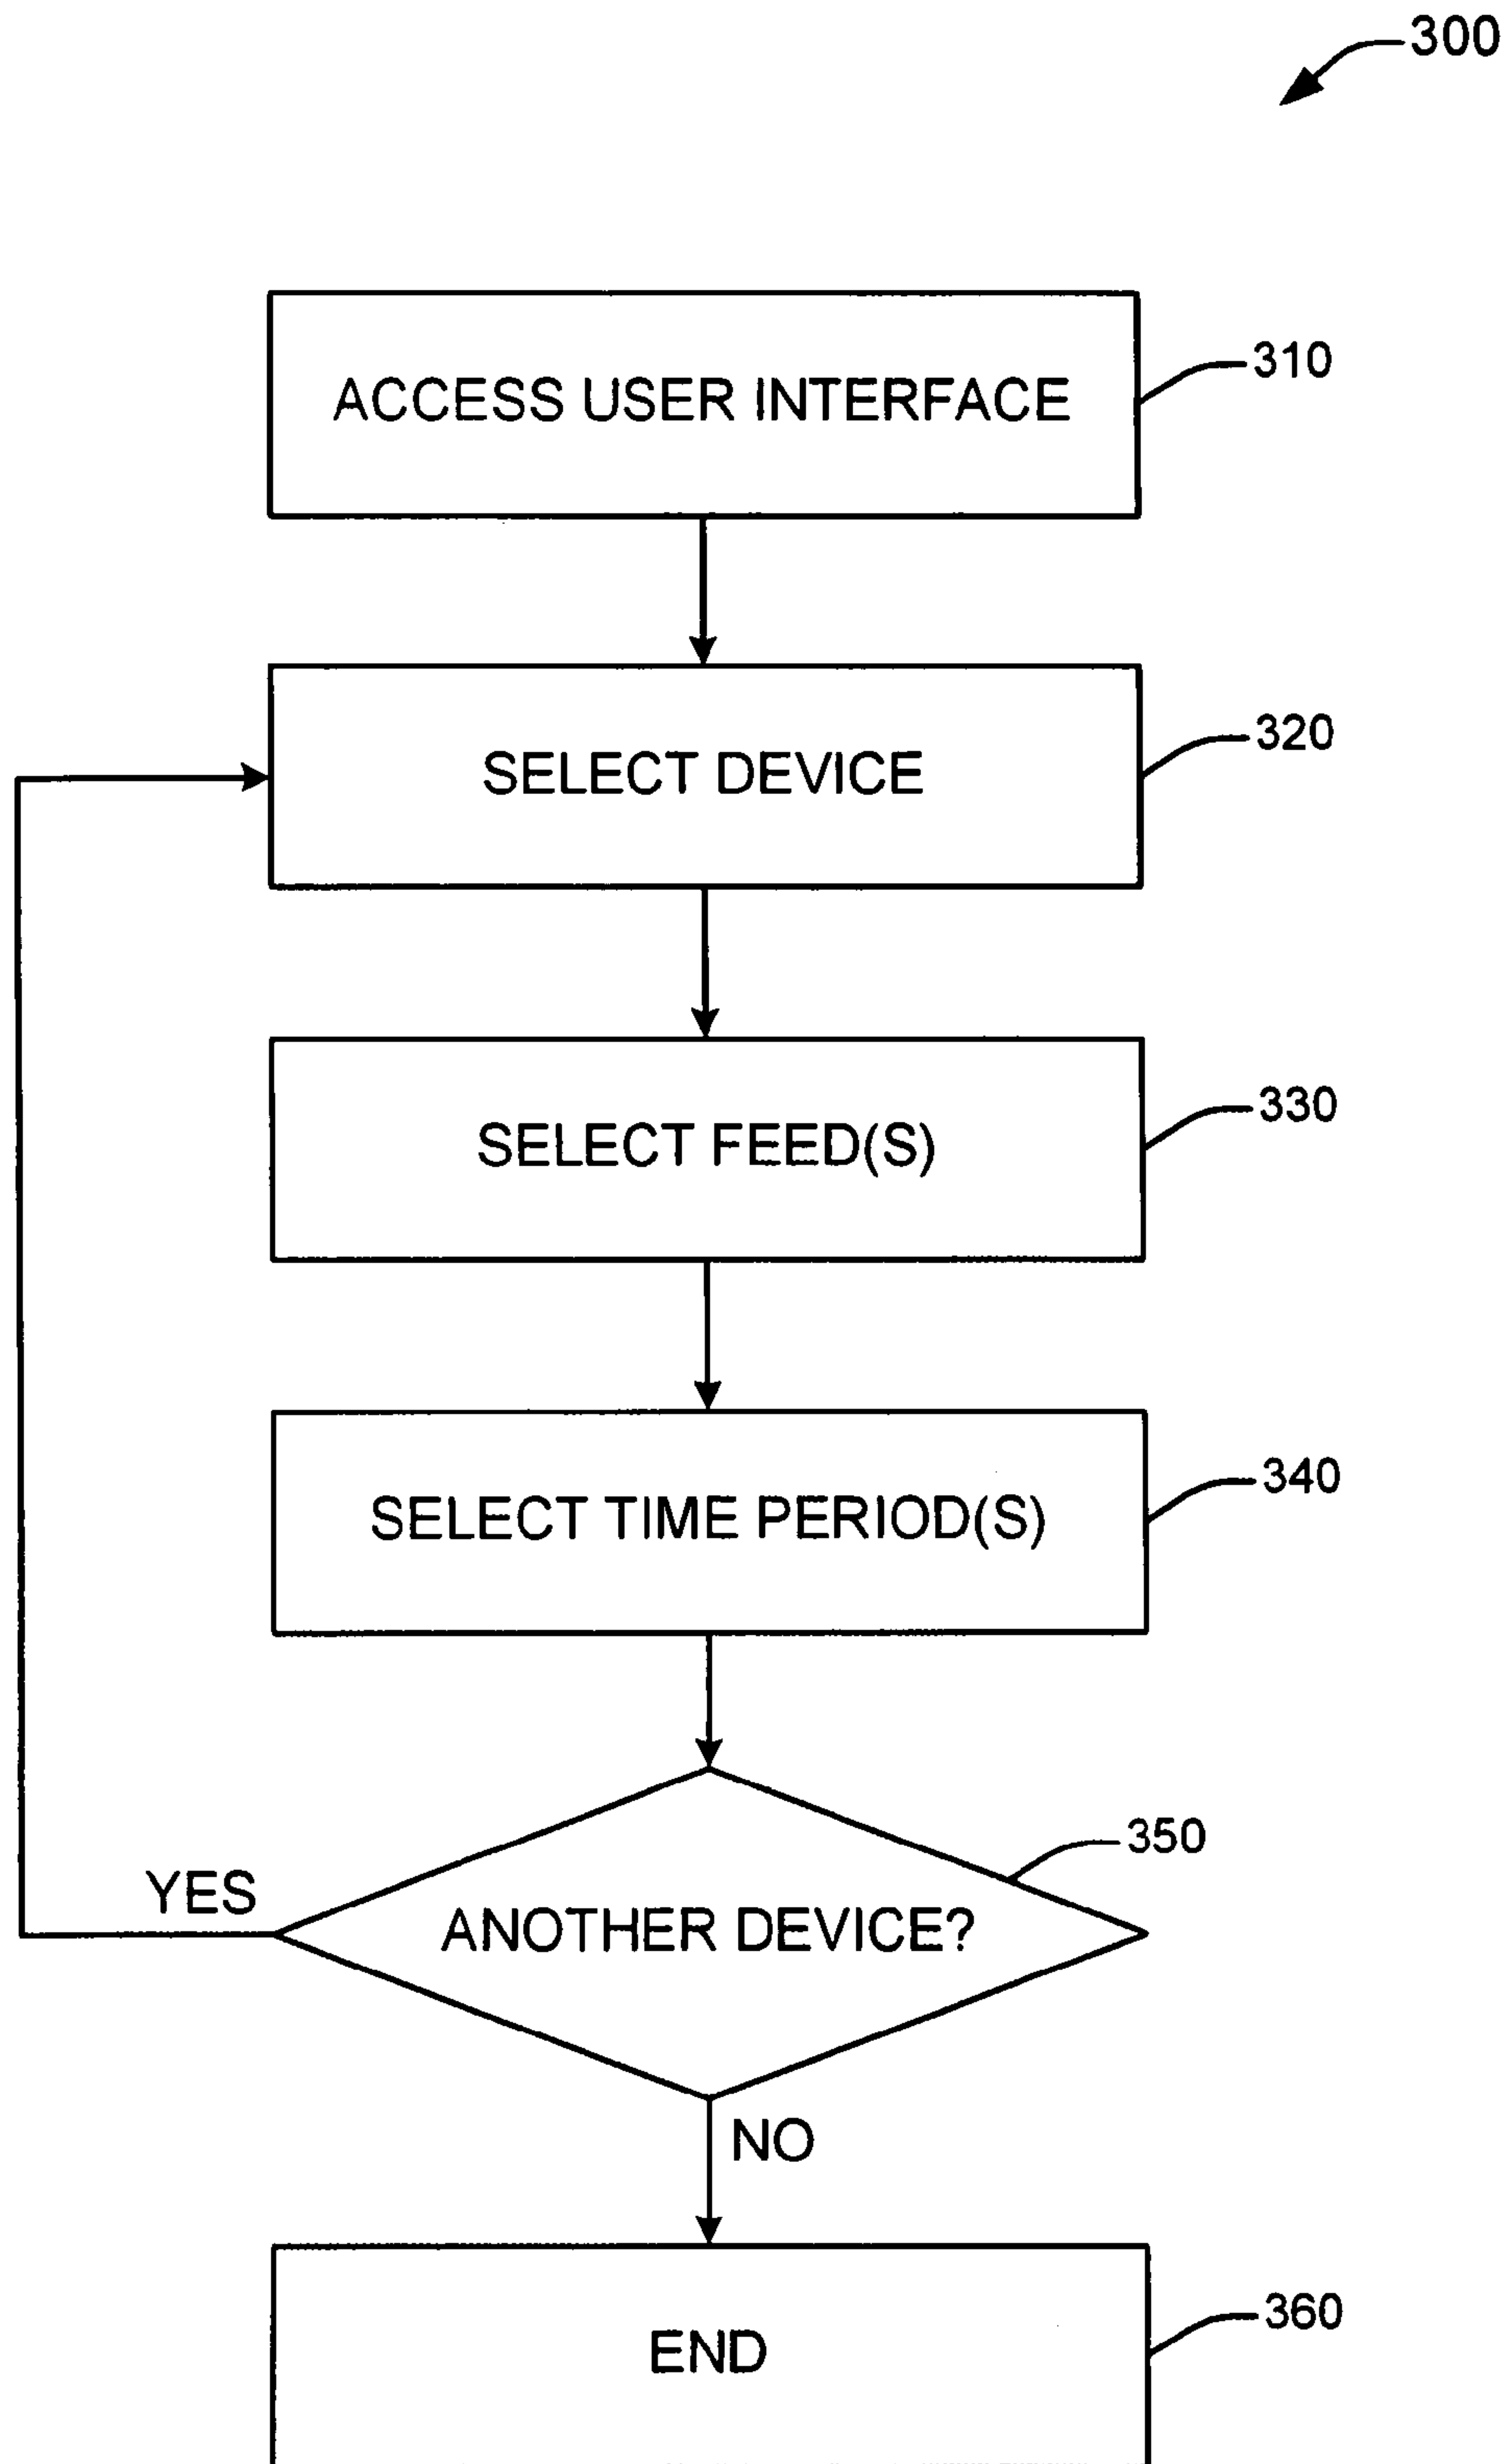 300
ACCESS USER INTERFACE
310
SELECT DEVICE
320
SELECT FEED(S)
330
SELECT TIME PERIOD(S)
340
350
YES
ANOTHER DEVICE?
NO
END
360